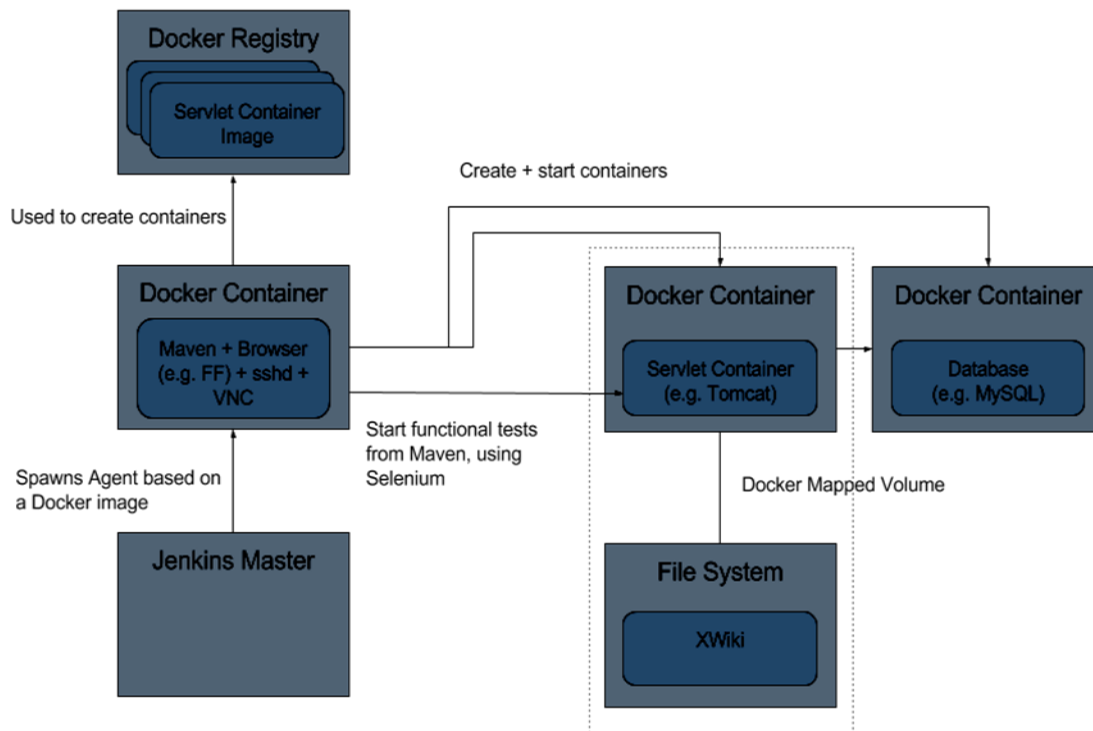 Docker Registry
Servlet Container
Image
Create + start containers
Used to create containers
Docker Container
Maven + Browser
(e.g. FF) + sshd +
VNC
Docker Container
Servlet Container
(e.g. Tomcat)
Docker Container
Database
(e.g. MySQL)
Start functional tests
from Maven, using
Selenium
Spawns Agent based on
a Docker image
Docker Mapped Volume
Jenkins Master
File System
XWiki